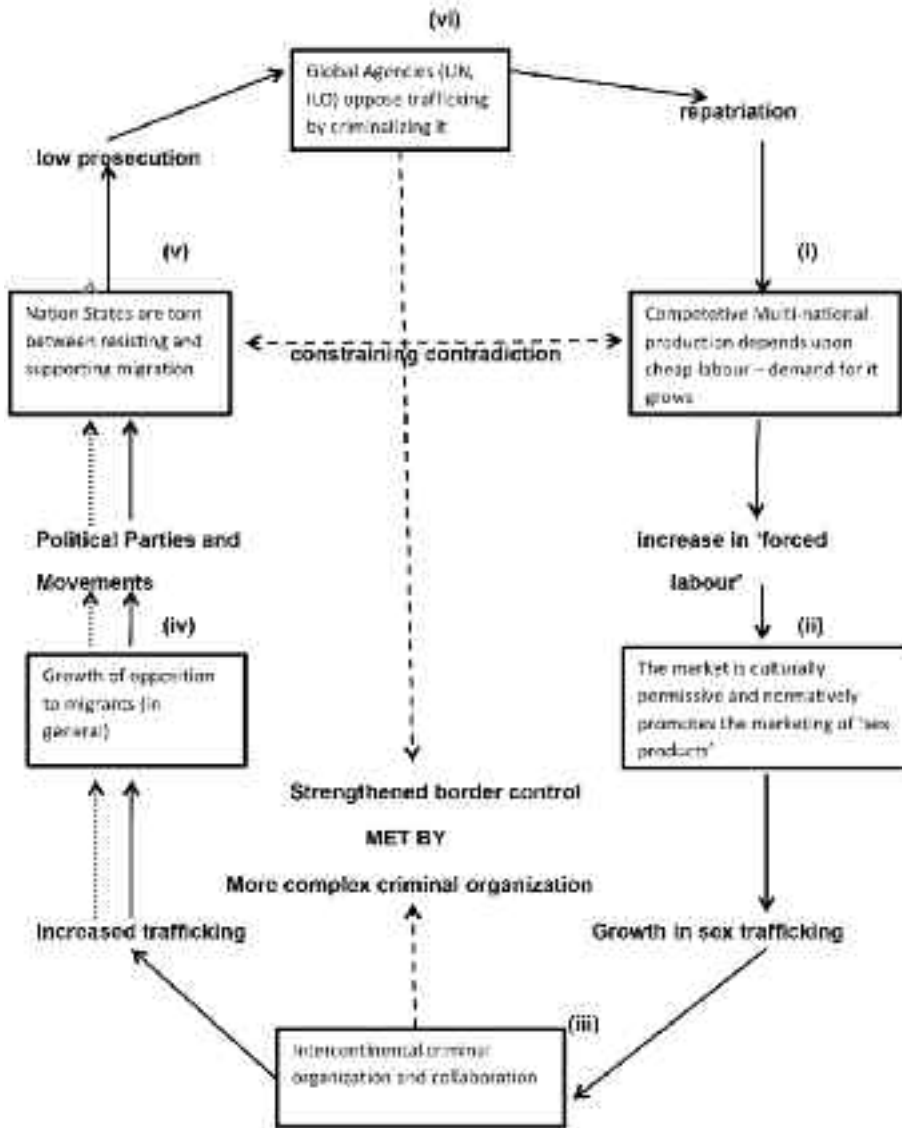 (vi)
Global Agencies (UN,
ILO) oppose trafficking
by criminalizing it
repatriation
low prosecution
(v)
(i)
Nation States are torn
between resisting and
supporting migration
constraining contradiction
Competetive Multi-national
production depends upon
cheap labour – demand for it
grows
Political Parties and
Movements
increase in 'forced
labour'
(iv)
(ii)
Growth of opposition
to migrants (in
general)
The market is culturally
permissive and normatively
promotes the marketing of 'sex
products'
Strengthened border control
MET BY
More complex criminal organization
Increased trafficking
Growth in sex trafficking
(iii)
Intercontinental criminal
organization and collaboration